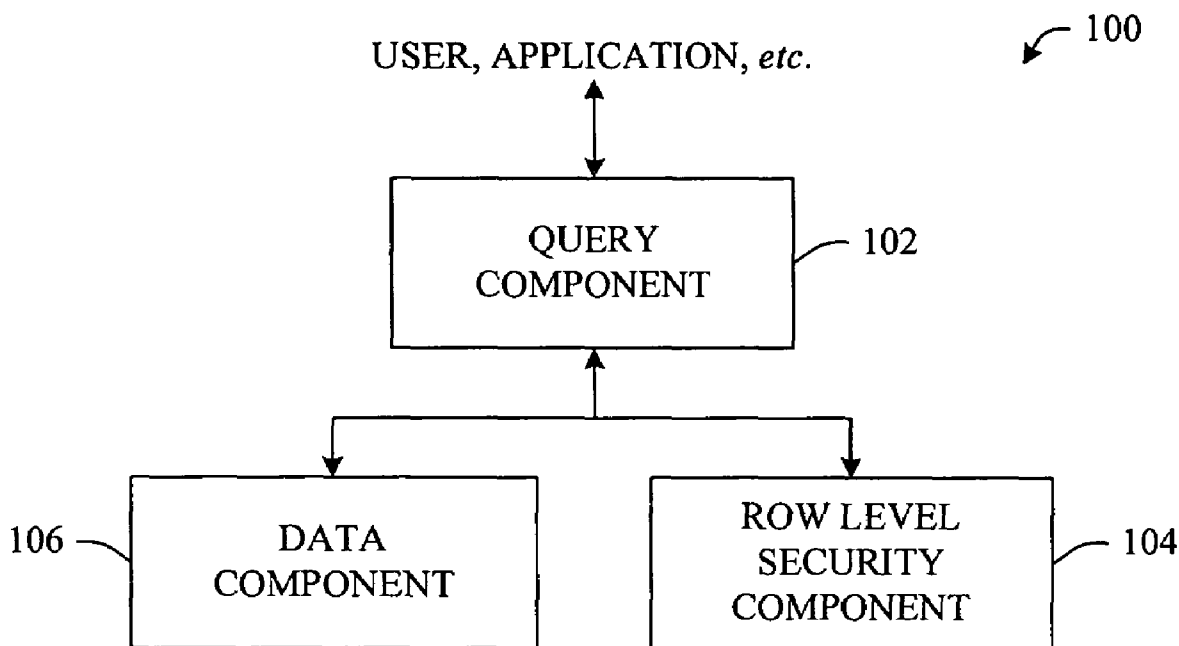 100
USER, APPLICATION, etc.
QUERY
COMPONENT
102
106
DATA
COMPONENT
ROW LEVEL
SECURITY
COMPONENT
104